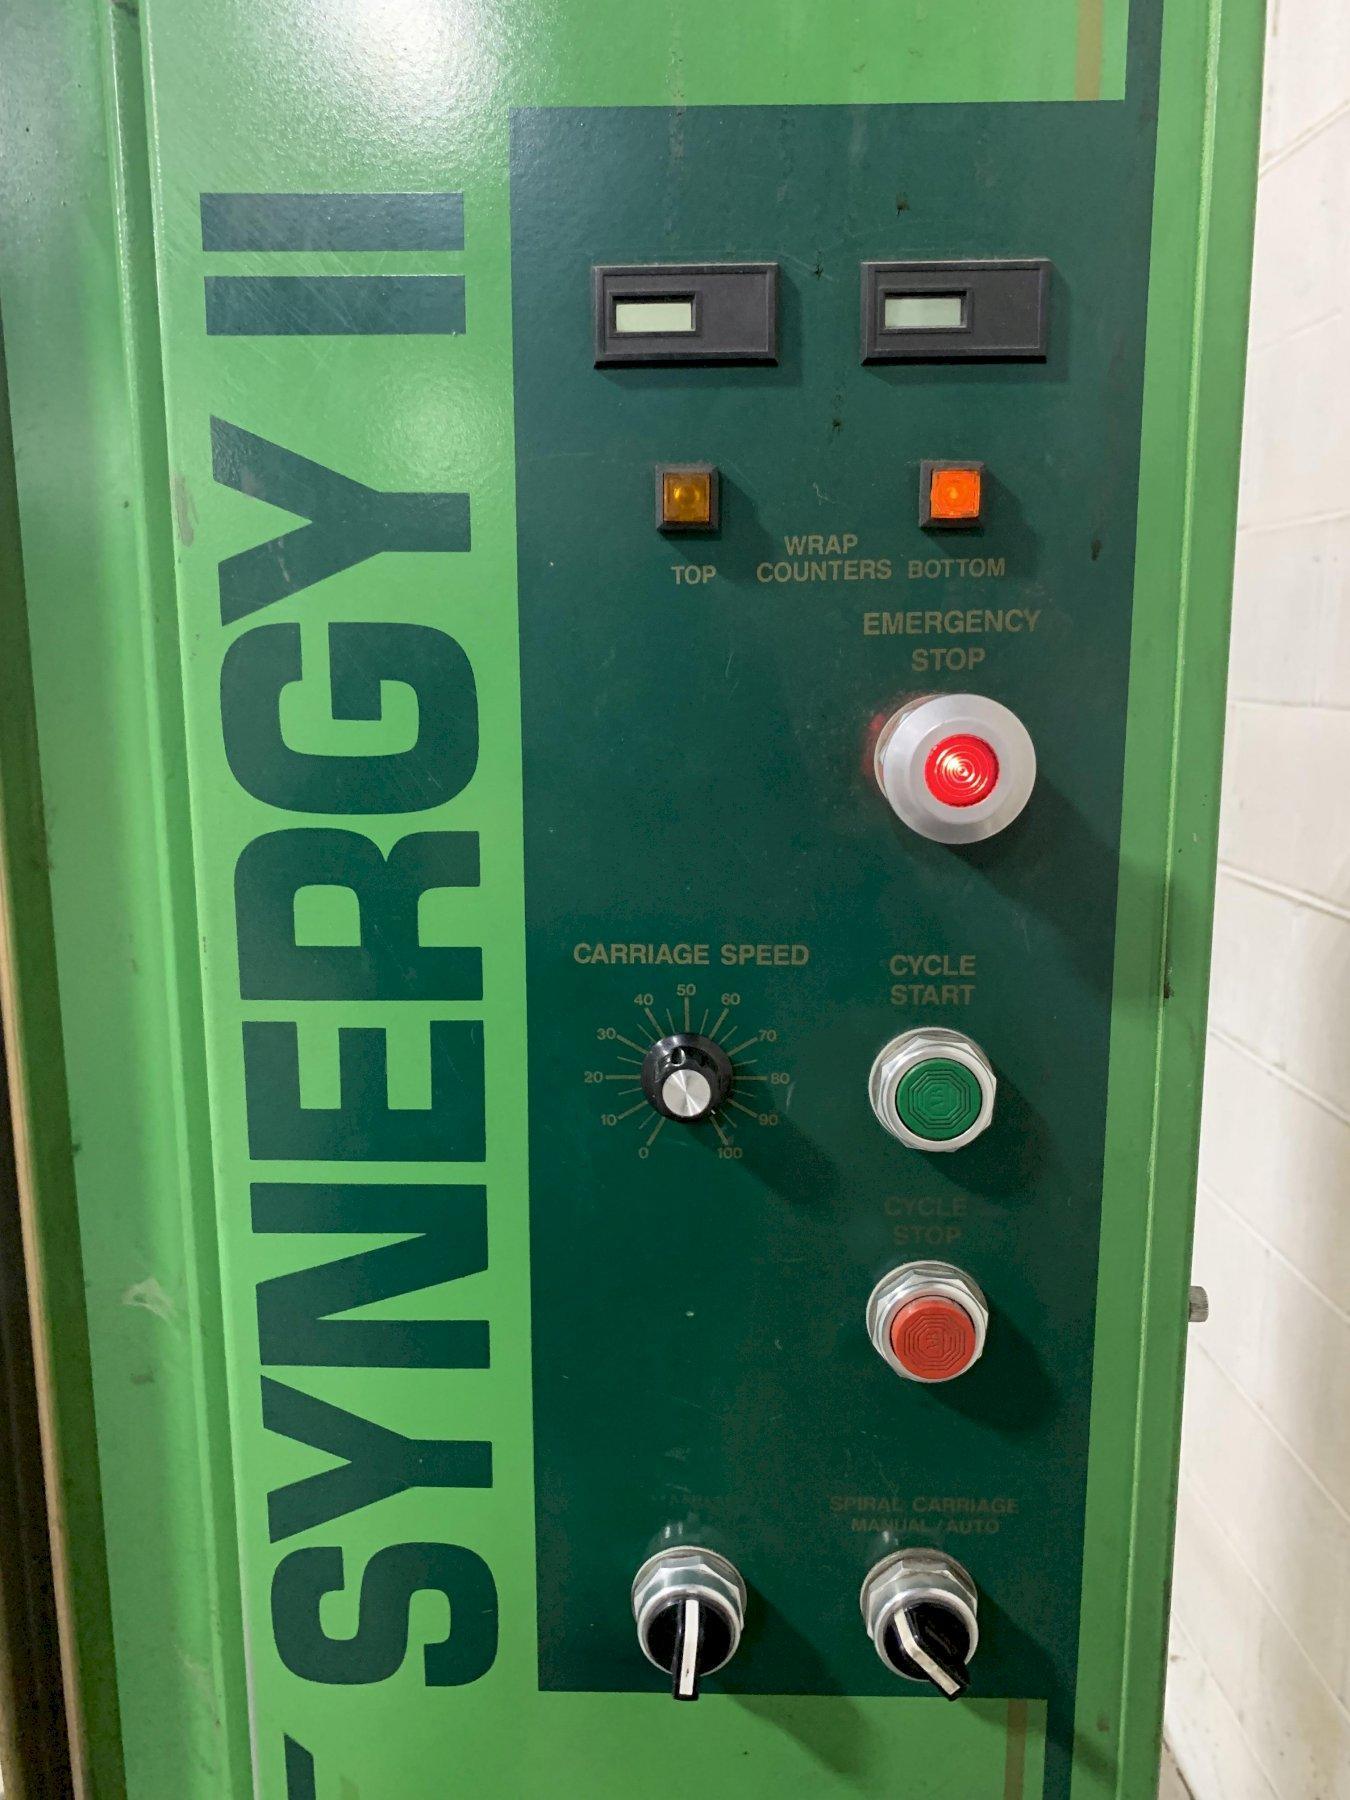 SYNERGY II
WRAP
TOP COUNTERS BOTTOM
EMERGENCY
STOP
CARRIAGE SPEED
0 10 20 30 40 50 60 70 80 90 100
CYCLE
START
CYCLE
STOP
SPIRAL CARRIAGE
MANUAL/AUTO